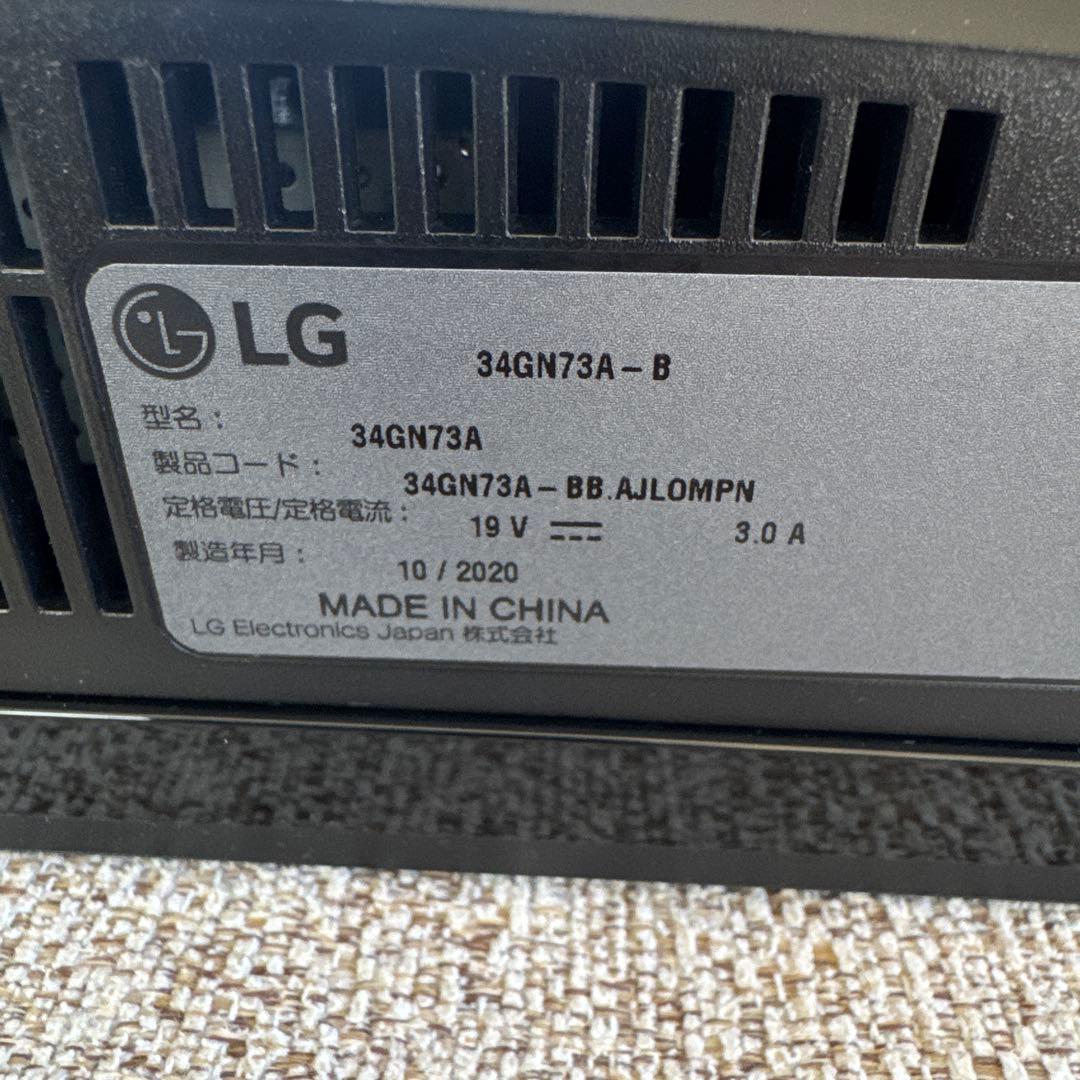 LG 34GN73A-B
型名: 34GN73A
製品コード: 34GN73A-BB.AJLOMPN
定格電圧/定格電流: 19 V ⎓ 3.0 A
製造年月: 10 / 2020
MADE IN CHINA
LG Electronics Japan 株式会社